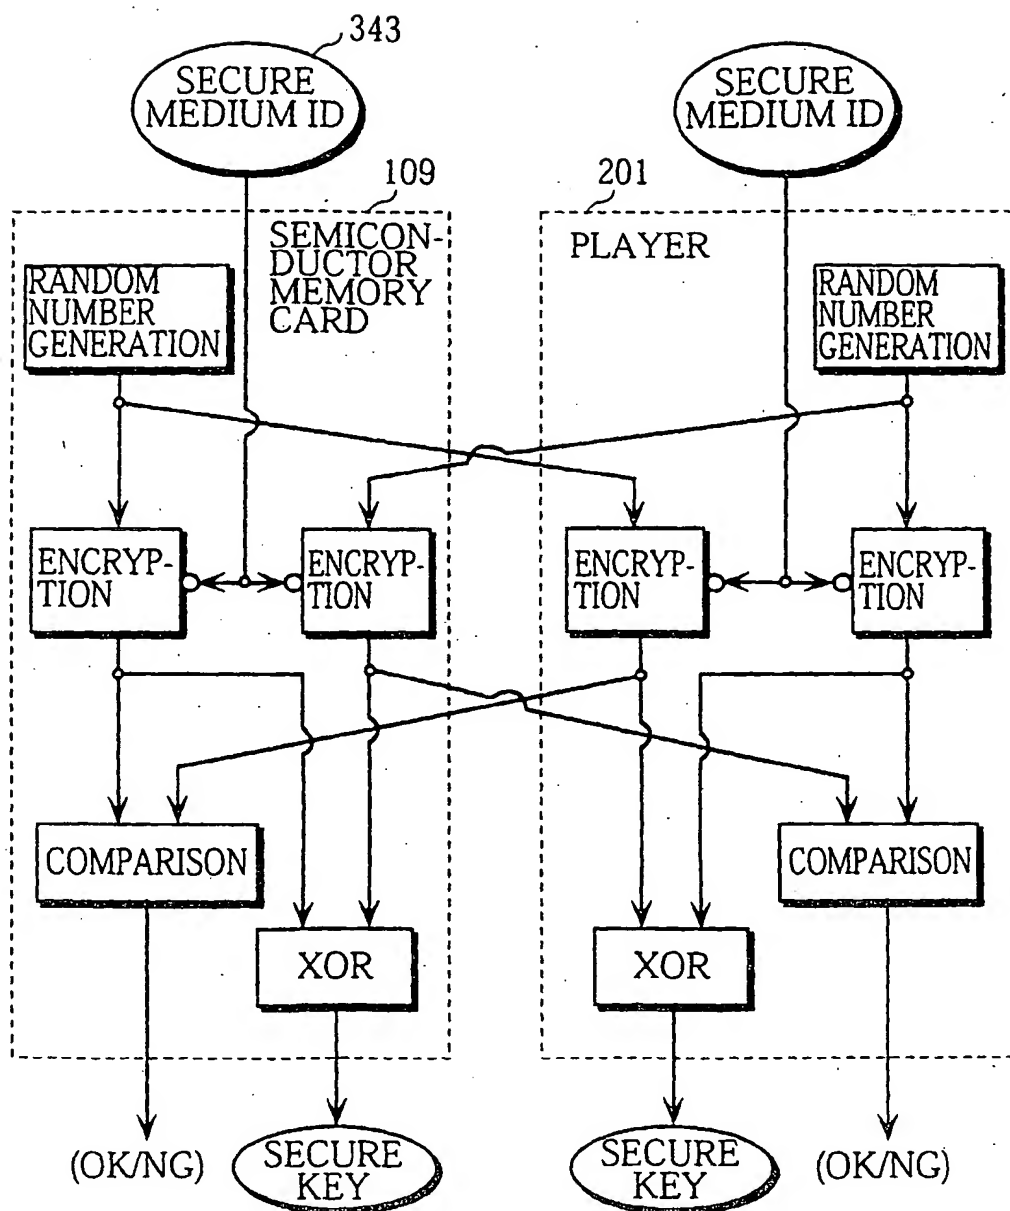 343
SECURE
MEDIUM ID
SECURE
MEDIUM ID
109
201
SEMICON-
DUCTOR
MEMORY
CARD
PLAYER
RANDOM
NUMBER
GENERATION
RANDOM
NUMBER
GENERATION
ENCRYP-
TION
ENCRYP-
TION
ENCRYP-
TION
ENCRYP-
TION
COMPARISON
COMPARISON
XOR
XOR
(OK/NG)
SECURE
KEY
SECURE
KEY
(OK/NG)